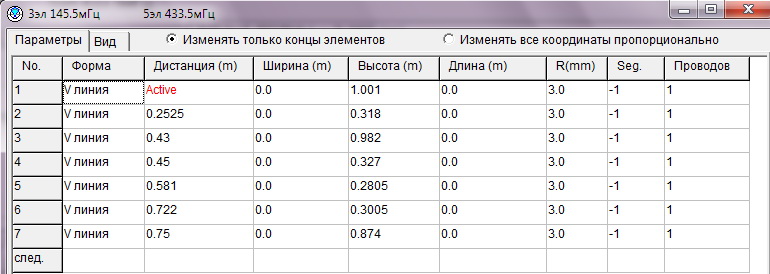 3эл 145.5мГц 5эл 433.5мГц
Параметры Вид Изменять только концы элементов Изменять все координаты пропорционально
No. Форма Дистанция (m) Ширина (m) Высота (m) Длина (m) R(mm) Seg. Проводов
1 V линия Active 0.0 1.001 0.0 3.0 -1 1
2 V линия 0.2525 0.0 0.318 0.0 3.0 -1 1
3 V линия 0.43 0.0 0.982 0.0 3.0 -1 1
4 V линия 0.45 0.0 0.327 0.0 3.0 -1 1
5 V линия 0.581 0.0 0.2805 0.0 3.0 -1 1
6 V линия 0.722 0.0 0.3005 0.0 3.0 -1 1
7 V линия 0.75 0.0 0.874 0.0 3.0 -1 1
след.